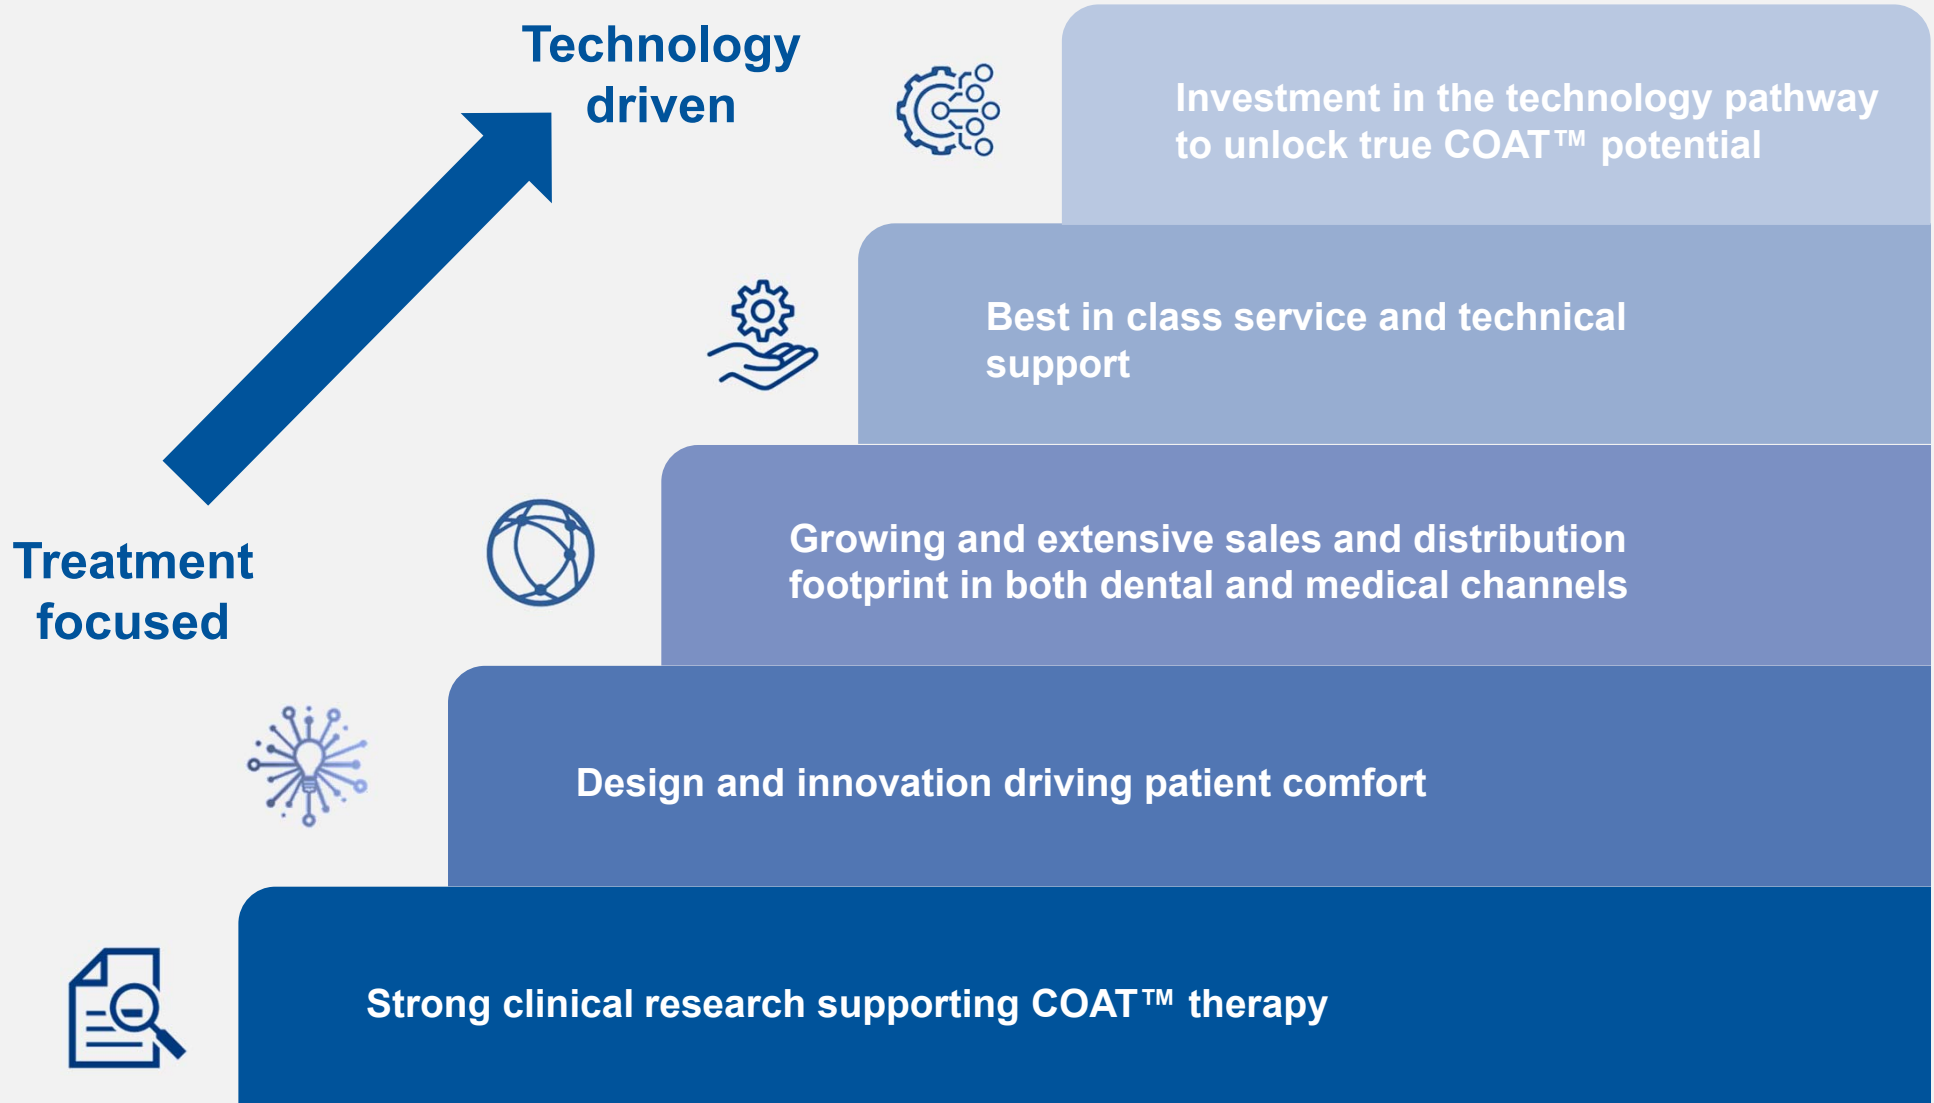 Technology
driven
Investment in the technology pathway
to unlock true COAT™ potential
Best in class service and technical
support
Growing and extensive sales and distribution
footprint in both dental and medical channels
Treatment
focused
Design and innovation driving patient comfort
Strong clinical research supporting COAT™ therapy